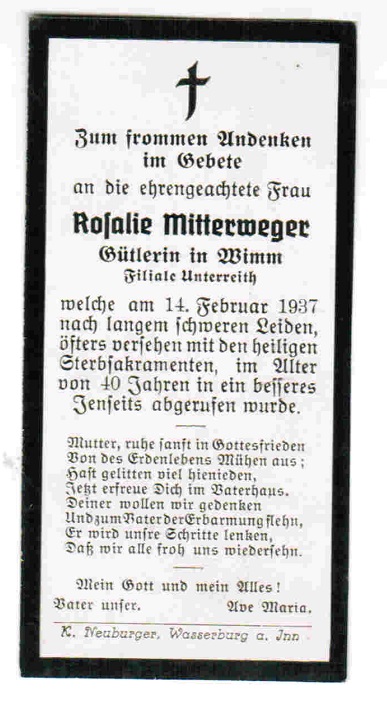 Zum frommen Andenken
im Gebete
an die ehrengeachtete Frau
Rosalie Mitterweger
Gütlerin in Wimm
Filiale Unterreith
welche am 14. Februar 1937
nach langem schweren Leiden,
öfters versehen mit den heiligen
Sterbsakramenten, im Alter
von 40 Jahren in ein besseres
Jenseits abgerufen wurde.
Mutter, ruhe sanft in Gottesfrieden
Von des Erdenlebens Mühen aus;
Hast gelitten viel hienieden,
Jetzt erfreue Dich im Vaterhaus.
Deiner wollen wir gedenken
Und zum Vater der Erbarmung flehn,
Er wird unsre Schritte lenken,
Daß wir alle froh uns wiedersehn.
Mein Gott und mein Alles!
Vater unser. Ave Maria.
K. Neuburger, Wasserburg a. Inn